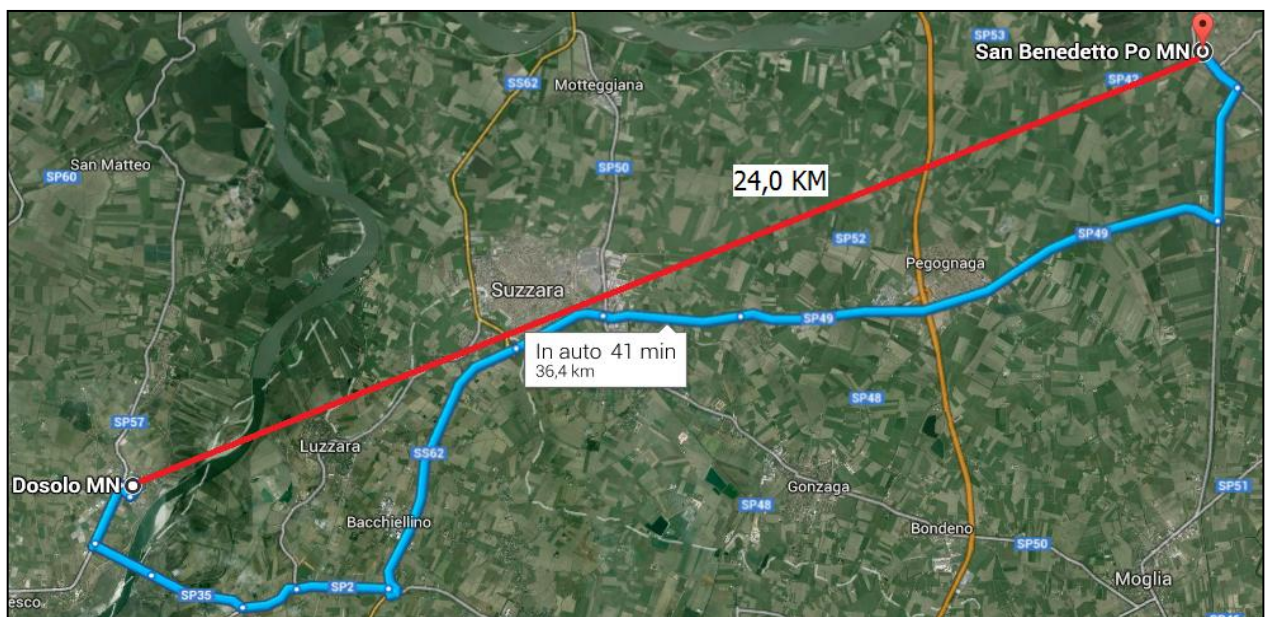 SP53
San Benedetto Po MN
SP42
SS62
Motteggiana
SP50
San Matteo
SP60
24,0 KM
SP52
SP49
Pegognaga
Suzzara
SP49
In auto 41 min
36,4 km
SP48
SP57
Luzzara
SS62
Dosolo MN
Gonzaga
SP51
SP48
Bacchiellino
Bondeno
SP50
Moglia
SP2
SP35
esco